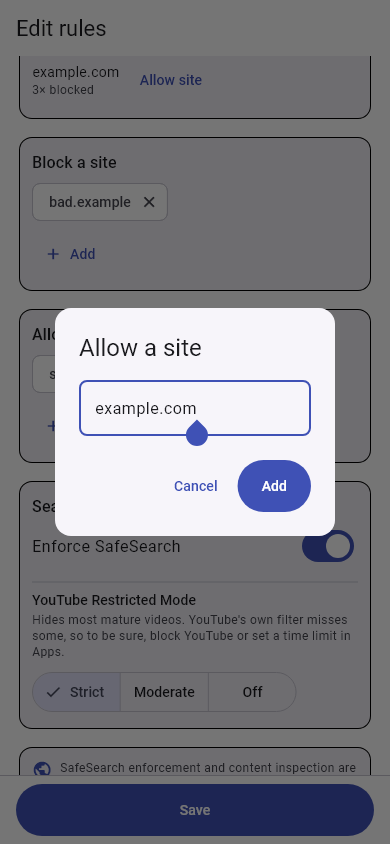 Edit rules
example.com
3× blocked
Allow site
Block a site
bad.example
Add
Allow a site
example.com
Cancel
Add
Enforce SafeSearch
YouTube Restricted Mode
Hides most mature videos. YouTube's own filter misses
some, so to be sure, block YouTube or set a time limit in
Apps.
Strict
Moderate
Off
SafeSearch enforcement and content inspection are
Save